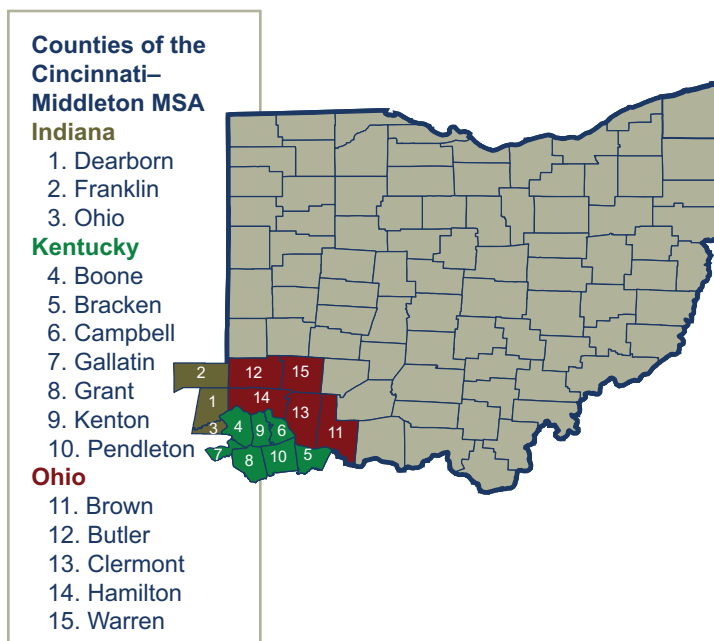 Counties of the
Cincinnati–
Middleton MSA
Indiana
1. Dearborn
2. Franklin
3. Ohio
Kentucky
4. Boone
5. Bracken
6. Campbell
7. Gallatin
8. Grant
9. Kenton
10. Pendleton
Ohio
11. Brown
12. Butler
13. Clermont
14. Hamilton
15. Warren
2
12
15
1
14
13
3
4
9
6
11
7
8
10
5